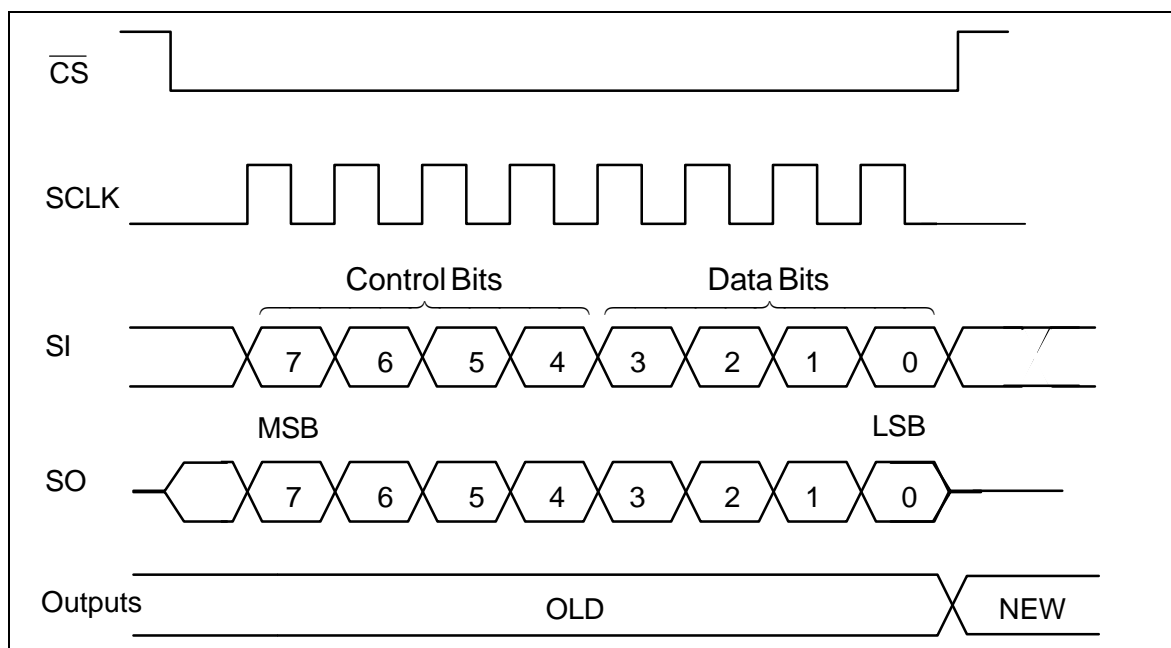 C̅S̅
SCLK
Control Bits Data Bits
SI 7 6 5 4 3 2 1 0
MSB LSB
SO 7 6 5 4 3 2 1 0
Outputs OLD NEW